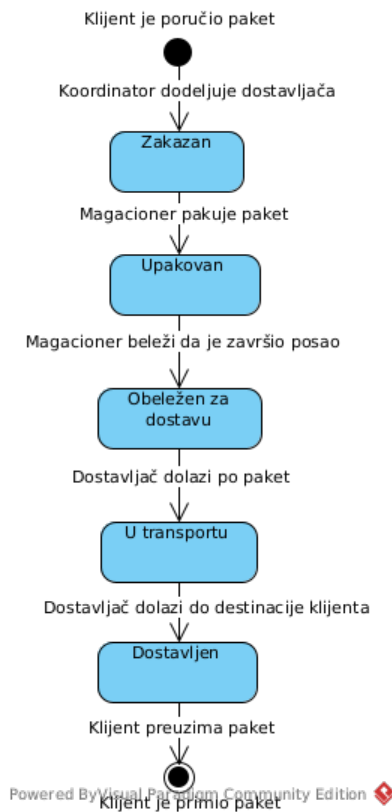 Klijent je poručio paket
Koordinator dodeljuje dostavljača
Zakazan
Magacioner pakuje paket
Upakovan
Magacioner beleži da je završio posao
Obeležen za
dostavu
Dostavljač dolazi po paket
U transportu
Dostavljač dolazi do destinacije klijenta
Dostavljen
Klijent preuzima paket
Powered By Visual Paradigm Community Edition
Klijent je primio paket